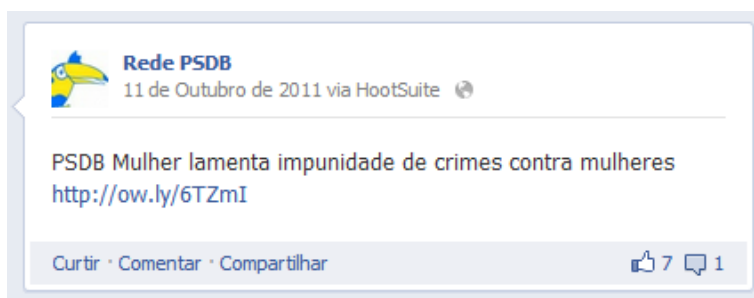 Rede PSDB
11 de Outubro de 2011 via HootSuite
PSDB Mulher lamenta impunidade de crimes contra mulheres
http://ow.ly/6TZmI
Curtir · Comentar · Compartilhar 7 1